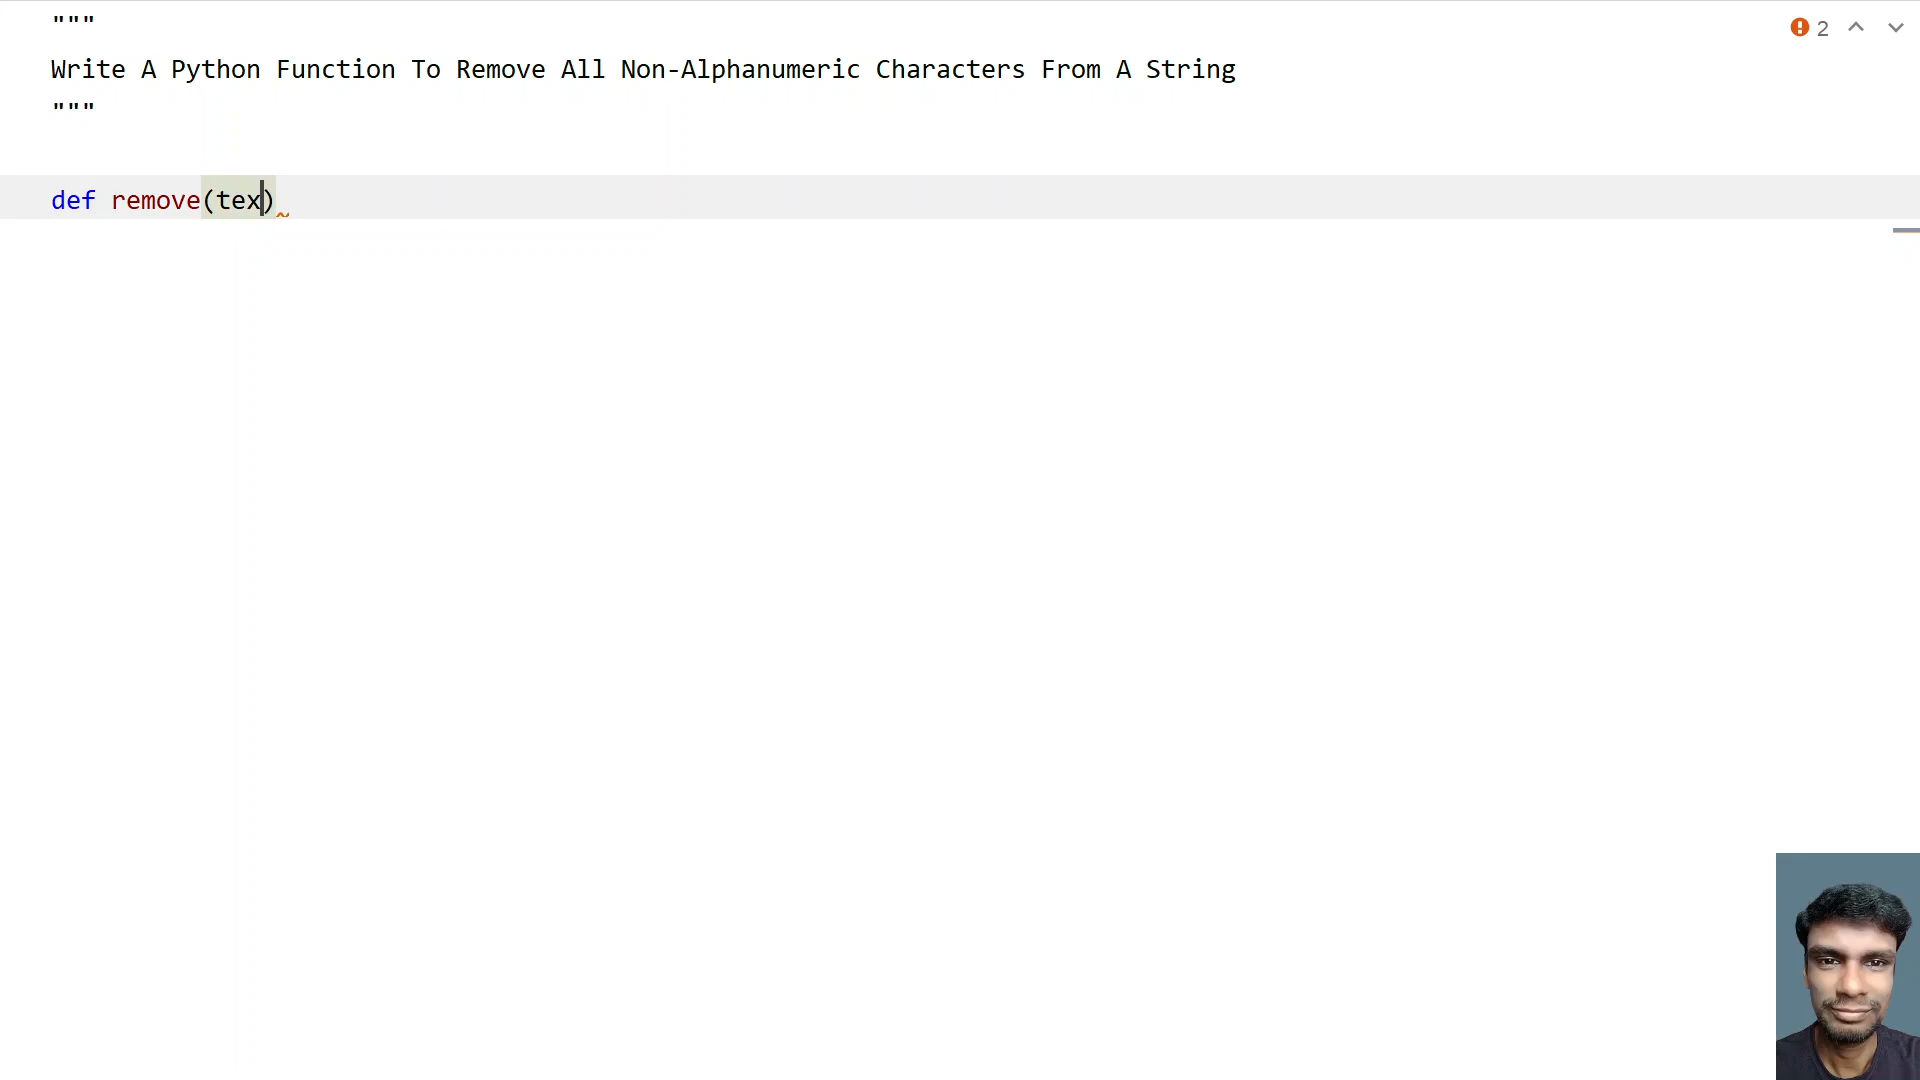 """
2
Write A Python Function To Remove All Non-Alphanumeric Characters From A String
"""
def remove(tex)